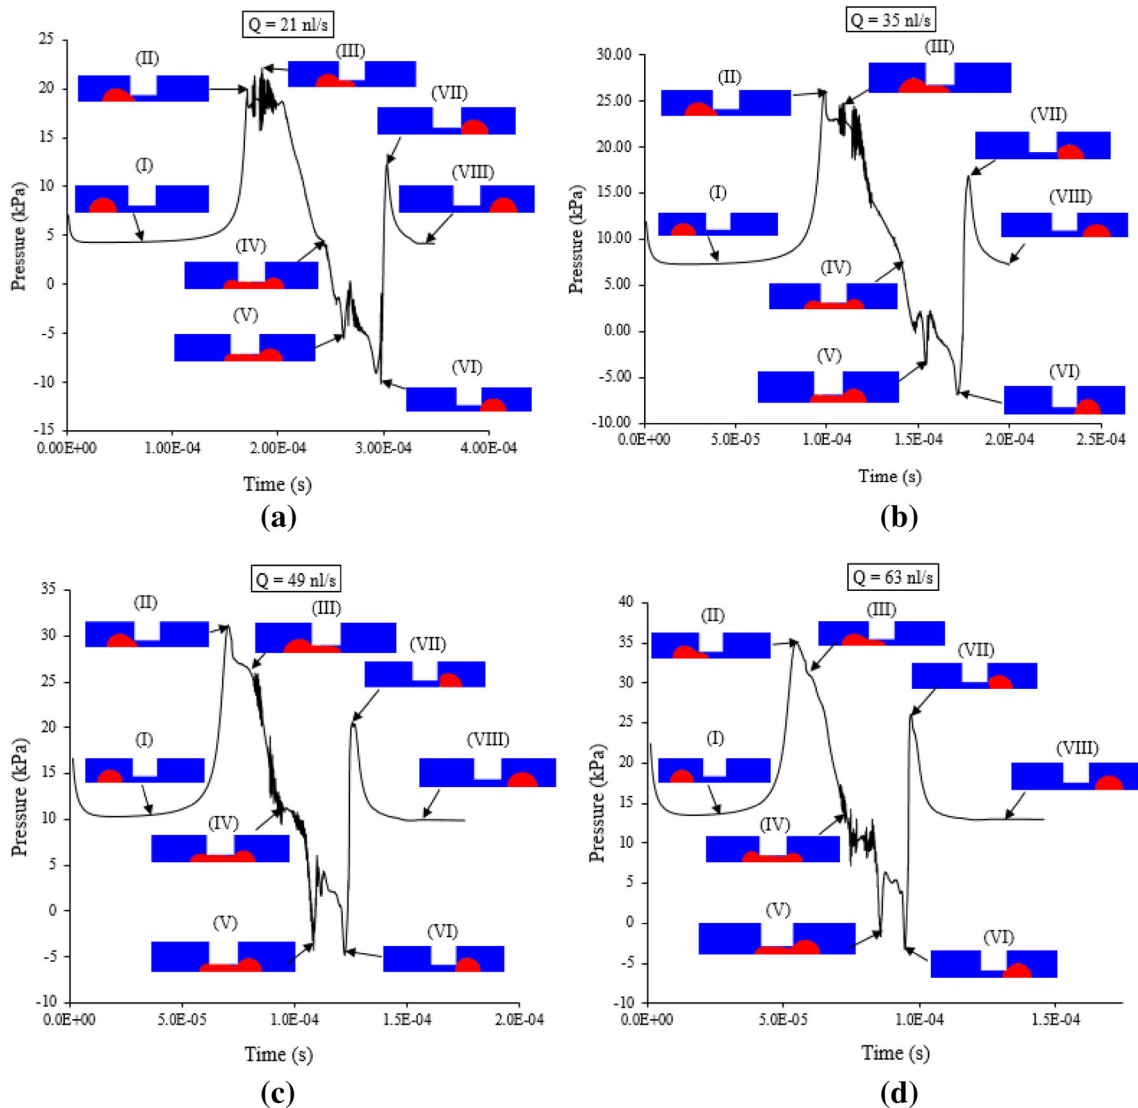 Q = 21 nl/s
25
20
15
10
5
0
-5
-10
-15
Pressure (kPa)
(I)
(II)
(III)
(IV)
(V)
(VI)
(VII)
(VIII)
0.00E+00 1.00E-04 2.00E-04 3.00E-04 4.00E-04
Time (s)
(a)
Q = 35 nl/s
30.00
25.00
20.00
15.00
10.00
5.00
0.00
-5.00
-10.00
Pressure (kPa)
(I)
(II)
(III)
(IV)
(V)
(VI)
(VII)
(VIII)
0.0E+00 5.0E-05 1.0E-04 1.5E-04 2.0E-04 2.5E-04
Time (s)
(b)
Q = 49 nl/s
35
30
25
20
15
10
5
0
-5
-10
Pressure (kPa)
(I)
(II)
(III)
(IV)
(V)
(VI)
(VII)
(VIII)
0.0E+00 5.0E-05 1.0E-04 1.5E-04 2.0E-04
Time (s)
(c)
Q = 63 nl/s
40
35
30
25
20
15
10
5
0
-5
-10
Pressure (kPa)
(I)
(II)
(III)
(IV)
(V)
(VI)
(VII)
(VIII)
0.0E+00 5.0E-05 1.0E-04 1.5E-04
Time (s)
(d)